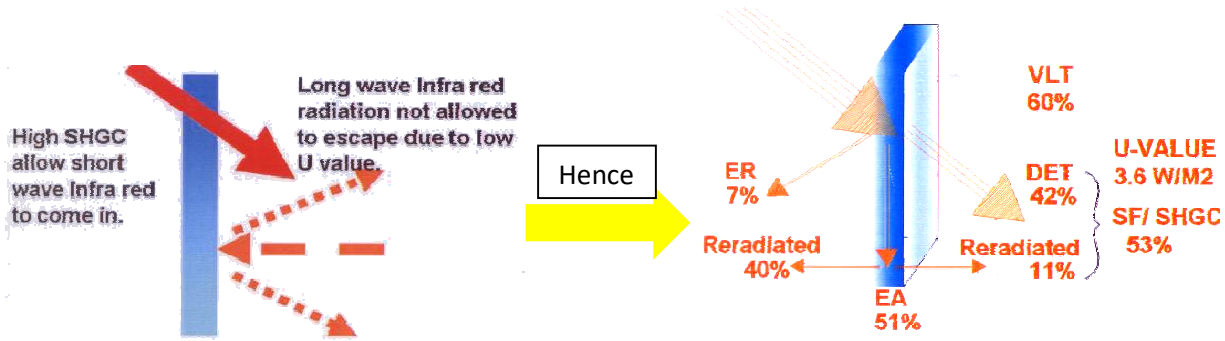 High SHGC
allow short
wave Infra red
to come in.
Long wave Infra red
radiation not allowed
to escape due to low
U value.
Hence
VLT
60%
ER
7%
DET
42%
U-VALUE
3.6 W/M2
SF/ SHGC
53%
Reradiated
40%
Reradiated
11%
EA
51%